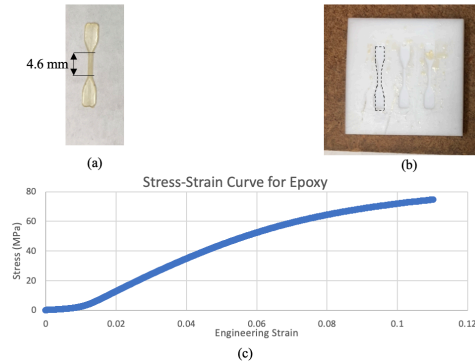 4.6 mm
(a)
(b)
Stress-Strain Curve for Epoxy
80
60
40
20
0
Stress (MPa)
0
0.02
0.04
0.06
0.08
0.1
0.12
Engineering Strain
(c)